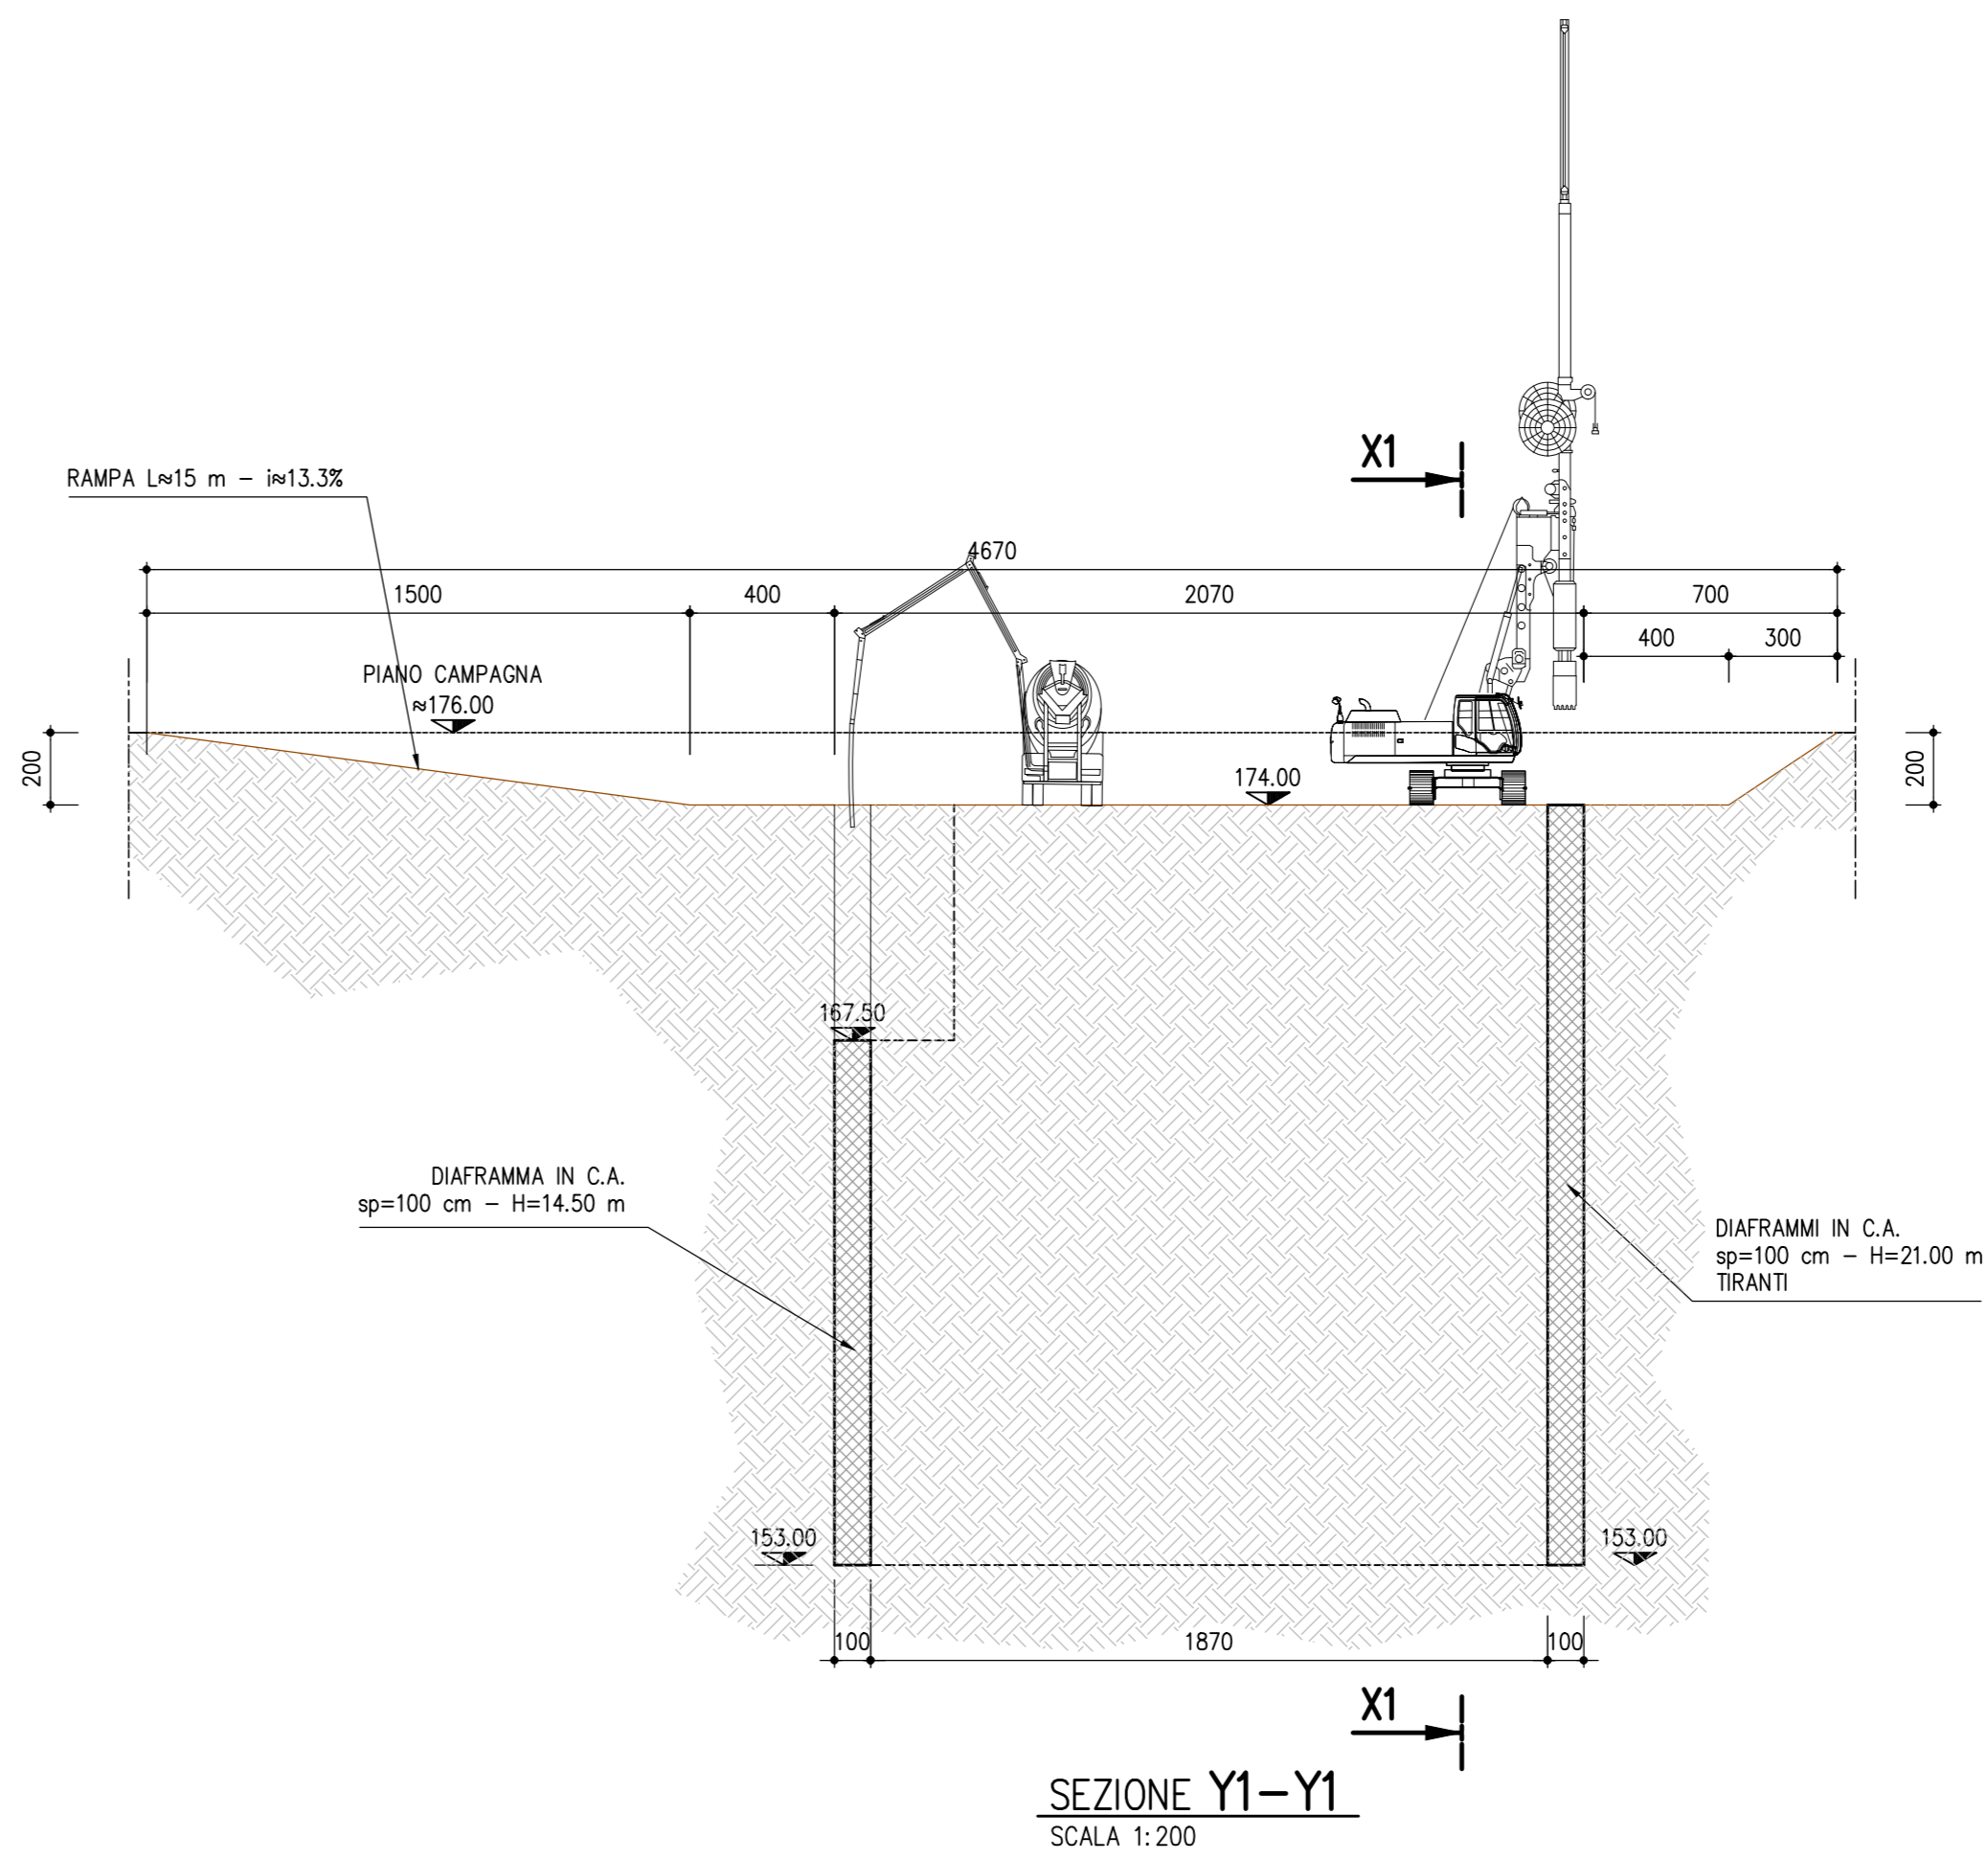 X1
RAMPA L≈15 m – i≈13.3%
4670
1500
400
2070
700
400
300
PIANO CAMPAGNA
≈176.00
200
174.00
200
167.50
DIAFRAMMA IN C.A.
sp=100 cm – H=14.50 m
DIAFRAMMI IN C.A.
sp=100 cm – H=21.00 m
TIRANTI
153.00
153.00
100
1870
100
X1
SEZIONE Y1–Y1
SCALA 1:200